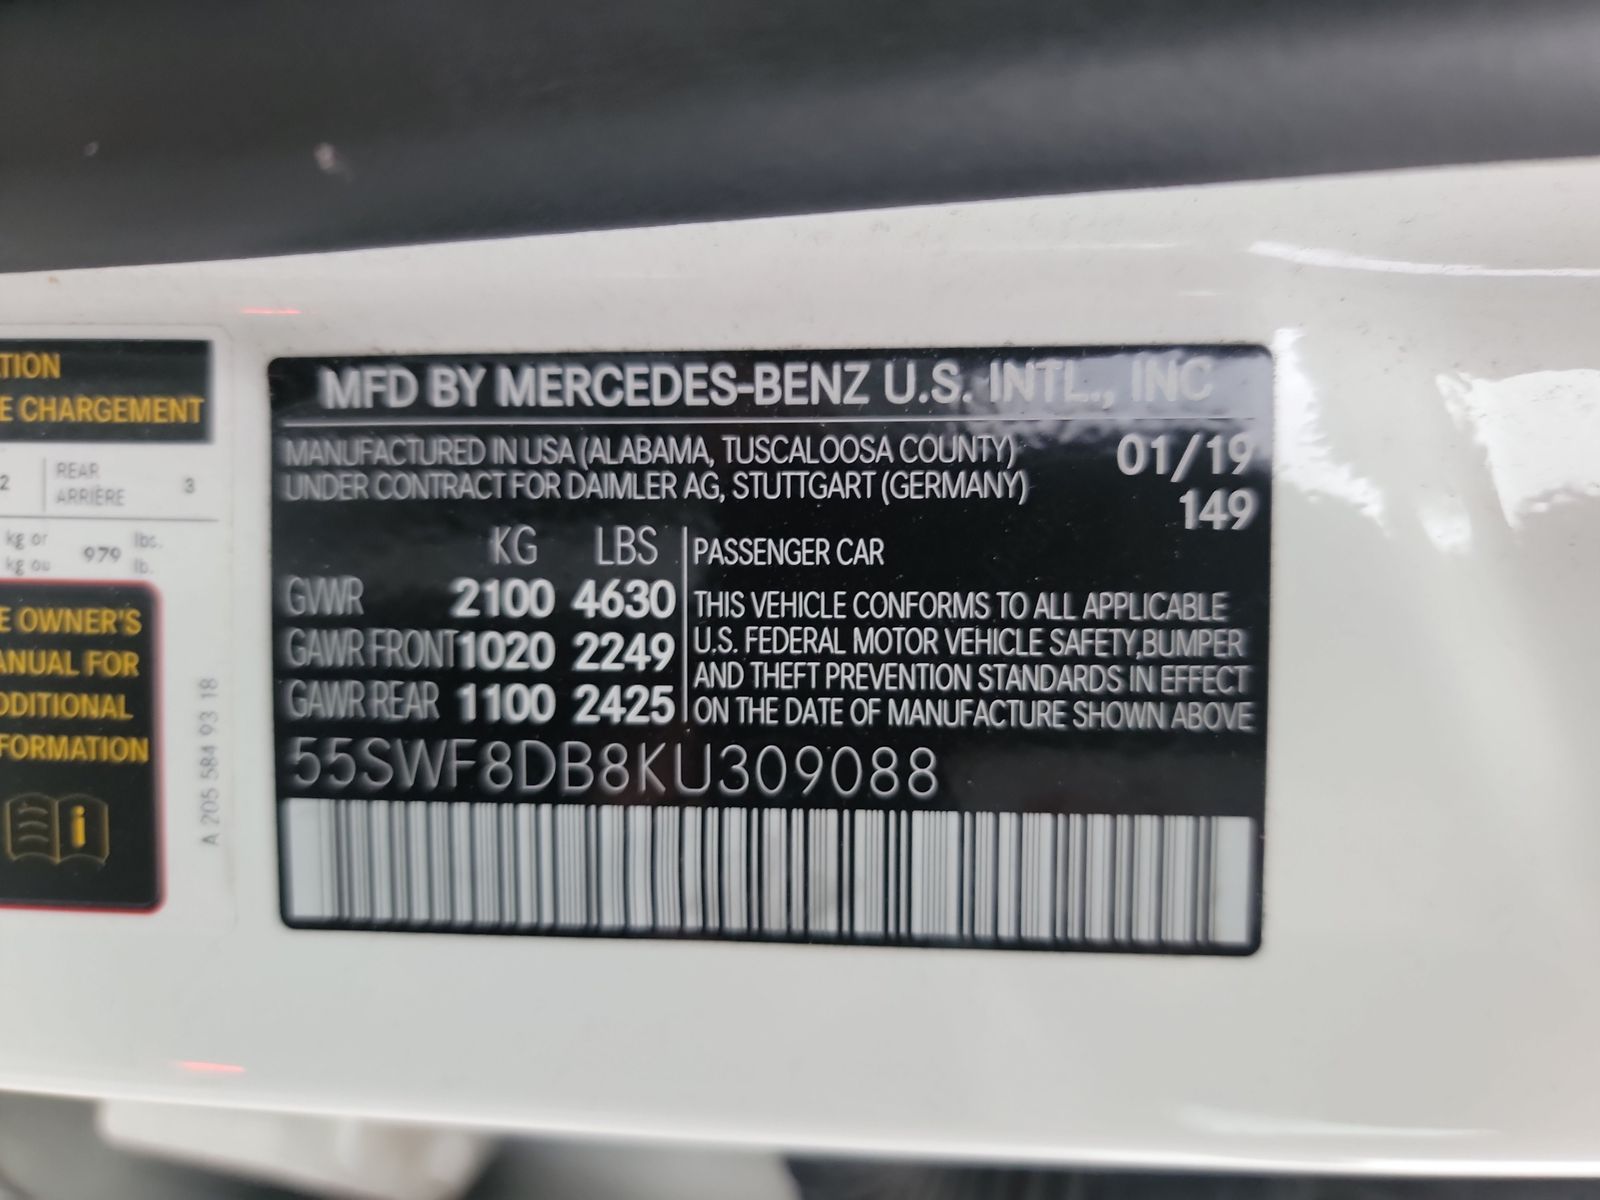 TION
E CHARGEMENT
2 REAR 3
ARRIÈRE
kg or 979 lbs.
kg ou lb.
E OWNER'S
ANUAL FOR
DDITIONAL
FORMATION
i
A 205 584 93 18
MFD BY MERCEDES-BENZ U.S. INTL., INC
MANUFACTURED IN USA (ALABAMA, TUSCALOOSA COUNTY) 01/19
UNDER CONTRACT FOR DAIMLER AG, STUTTGART (GERMANY) 149
KG LBS
GVWR 2100 4630
GAWR FRONT 1020 2249
GAWR REAR 1100 2425
PASSENGER CAR
THIS VEHICLE CONFORMS TO ALL APPLICABLE
U.S. FEDERAL MOTOR VEHICLE SAFETY,BUMPER
AND THEFT PREVENTION STANDARDS IN EFFECT
ON THE DATE OF MANUFACTURE SHOWN ABOVE
55SWF8DB8KU309088